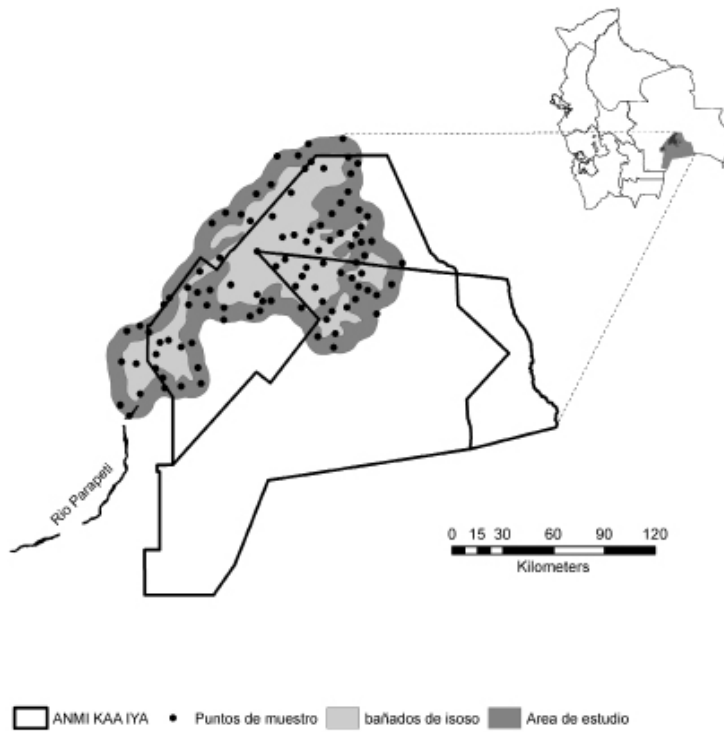 Rio Parapeti
0 15 30 60 90 120
Kilometers
ANMI KAA IYA
Puntos de muestro
bañados de isoso
Area de estudio